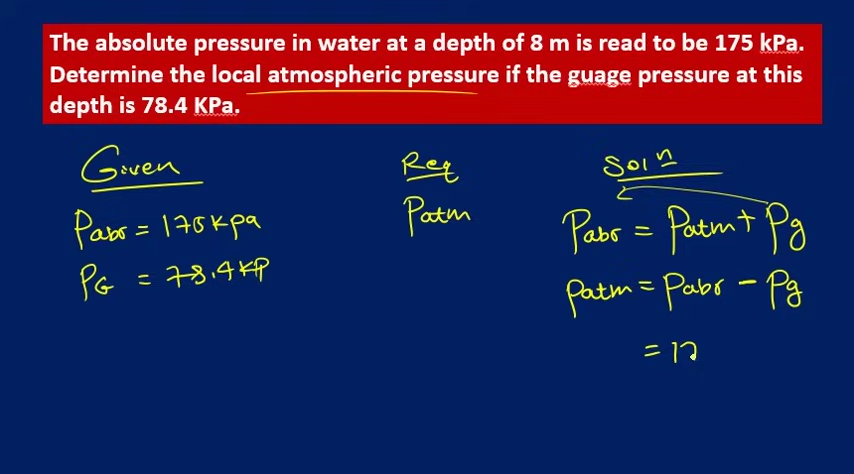 The absolute pressure in water at a depth of 8 m is read to be 175 kPa.
Determine the local atmospheric pressure if the guage pressure at this
depth is 78.4 KPa.
Given
Pabs = 175 kpa
PG = 78.4 KP
Req
Patm
Sol n
Pabs = Patm + Pg
Patm = Pabs - Pg
= 17